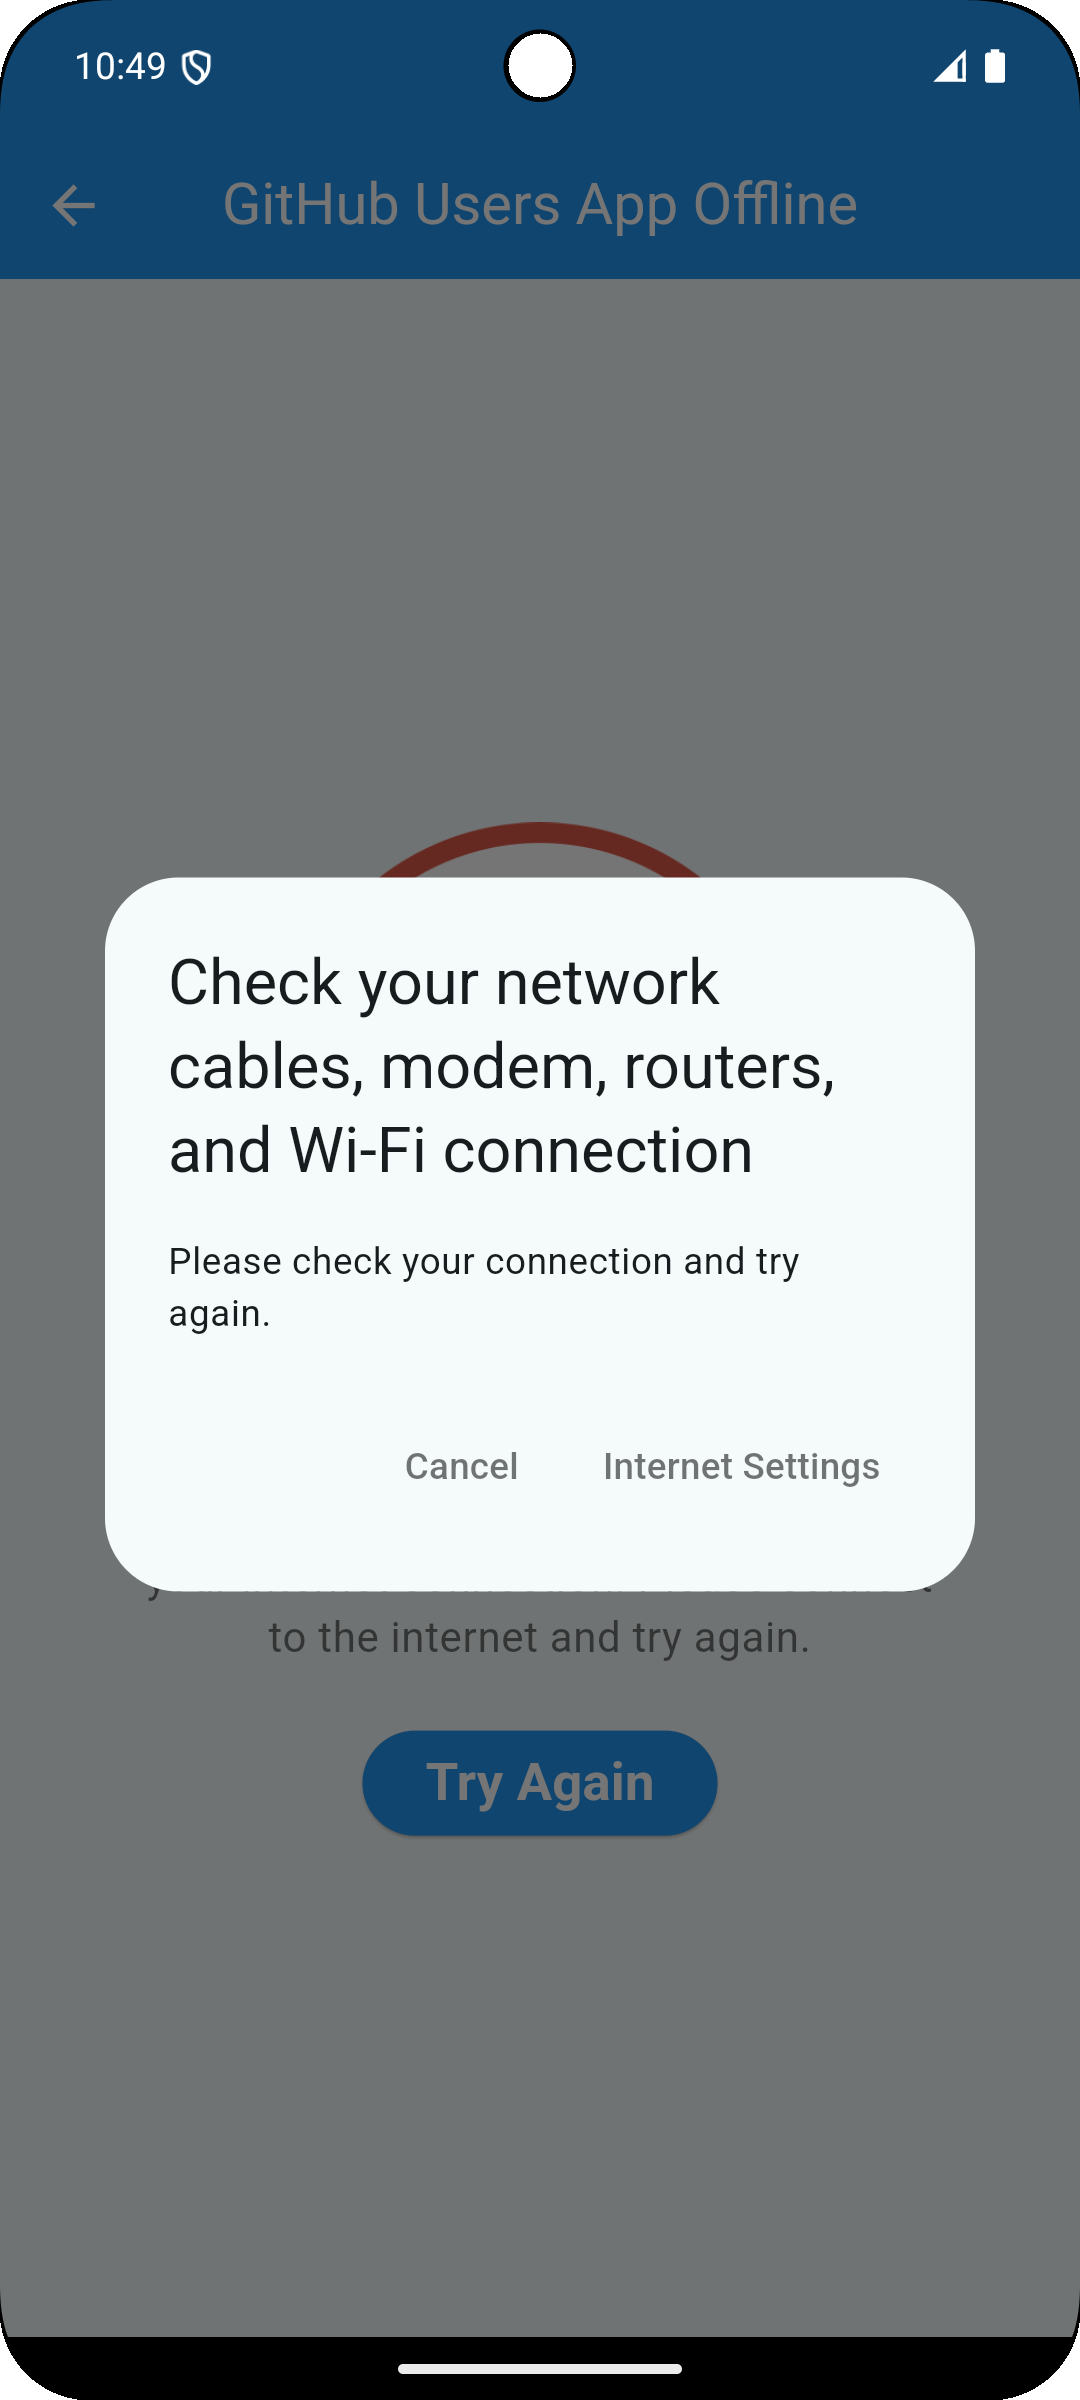 10:49
GitHub Users App Offline
Check your network
cables, modem, routers,
and Wi-Fi connection
Please check your connection and try
again.
Cancel
Internet Settings
to the internet and try again.
Try Again